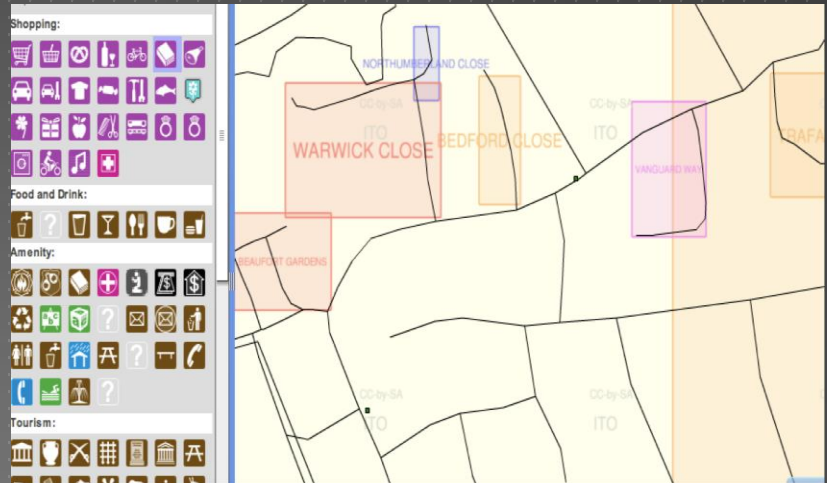 Shopping:
Food and Drink:
Amenity:
Tourism:
NORTHUMBERLAND CLOSE
CC-by-SA
ITO
CC-by-SA
ITO
WARWICK CLOSE
BEDFORD CLOSE
VANGUARD WAY
TRAFA
BEAUFORT GARDENS
CC-by-SA
ITO
CC-by-SA
ITO